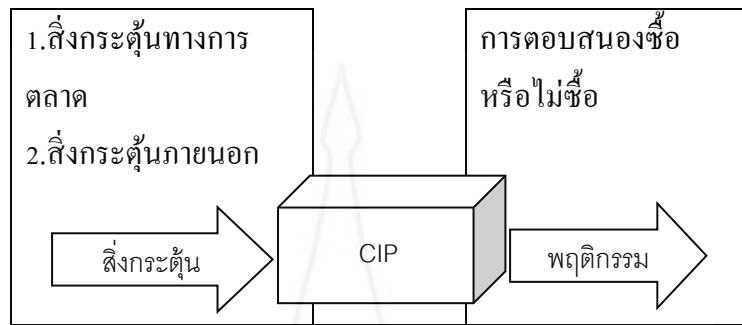 1.สิ่งกระตุ้นทางการ
ตลาด
2.สิ่งกระตุ้นภายนอก
การตอบสนองซื้อ
หรือไม่ซื้อ
สิ่งกระตุ้น
CIP
พฤติกรรม